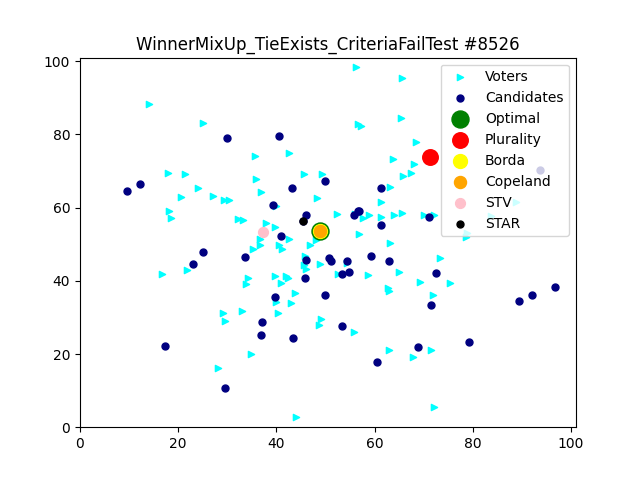 WinnerMixUp_TieExists_CriteriaFailTest #8526
100
80
60
40
20
0
0 20 40 60 80 100
Voters
Candidates
Optimal
Plurality
Borda
Copeland
STV
STAR